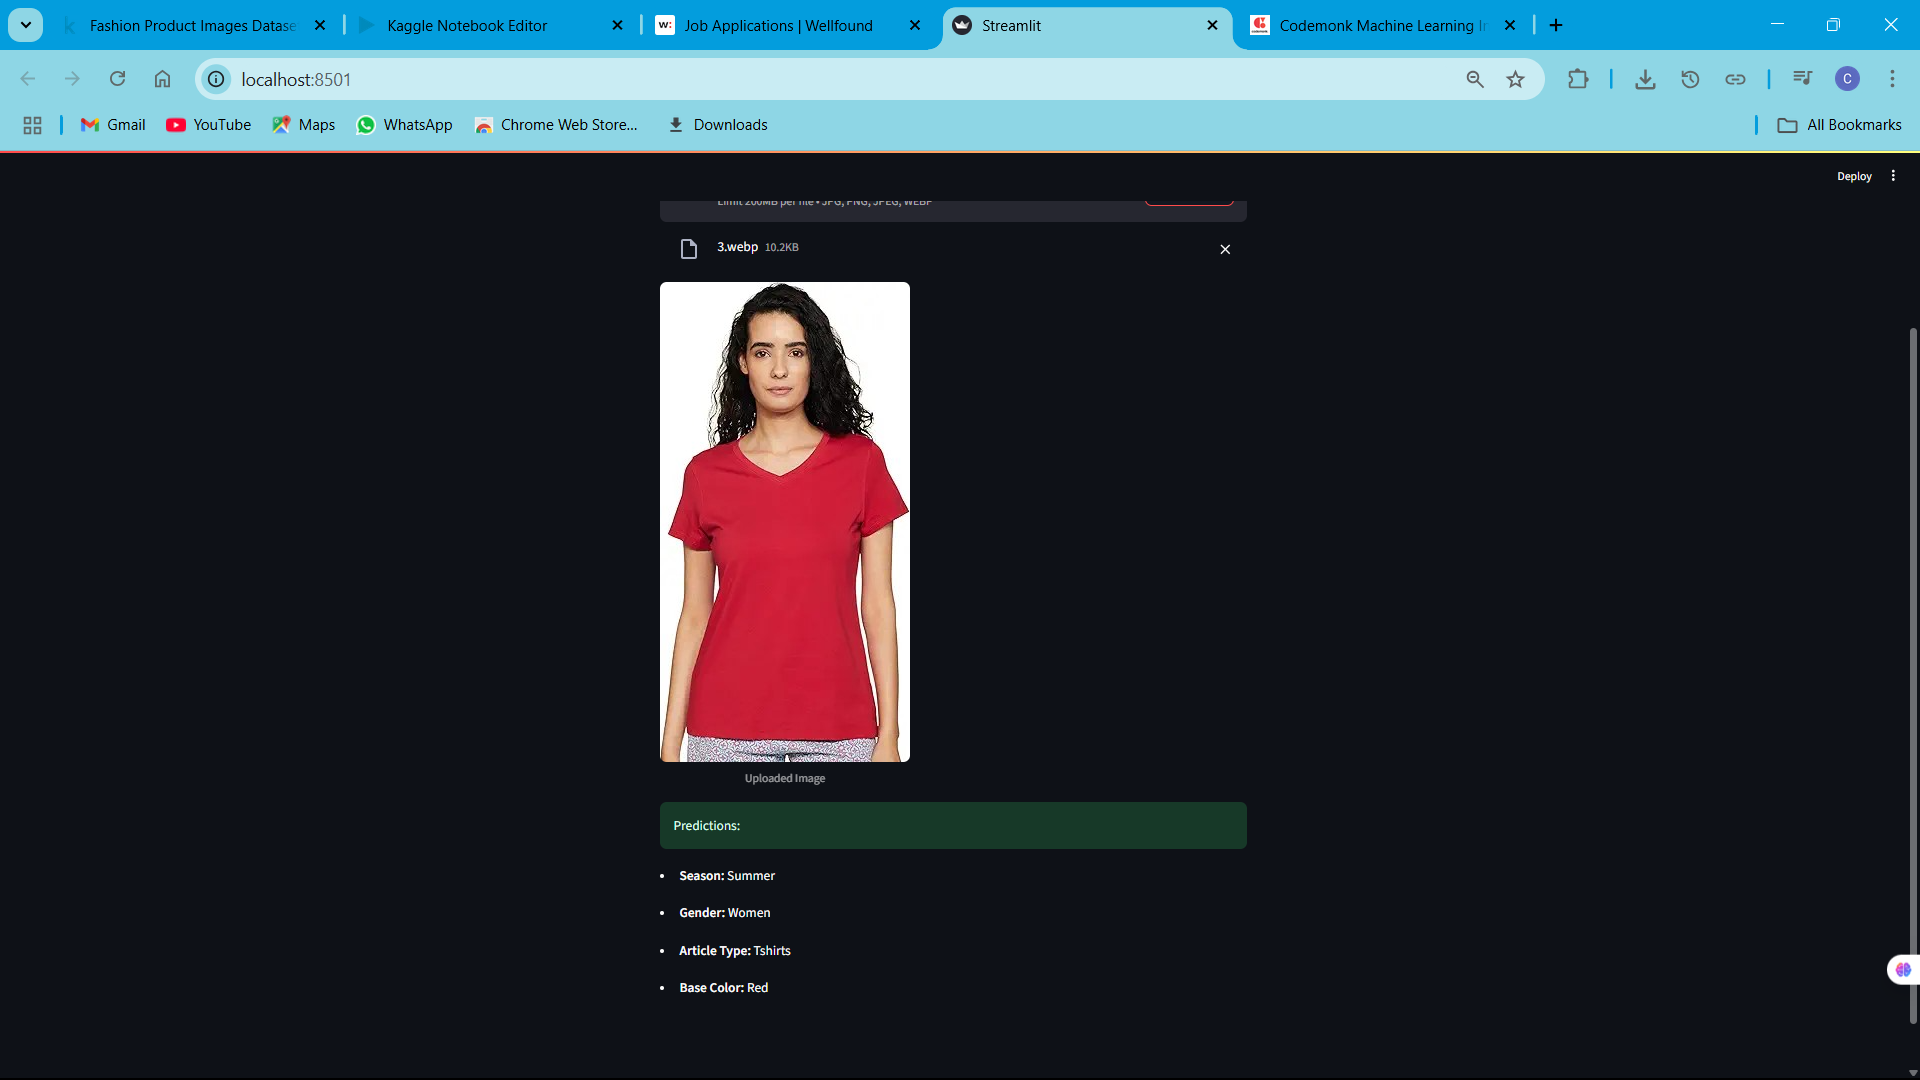 Fashion Product Images Datase
Kaggle Notebook Editor
w: Job Applications | Wellfound
Streamlit
Codemonk Machine Learning In
localhost:8501
C
Gmail
YouTube
Maps
WhatsApp
Chrome Web Store...
Downloads
All Bookmarks
Deploy
Limit 200MB per file • JPG, PNG, JPEG, WEBP
3.webp 10.2KB
Uploaded Image
Predictions:
• Season: Summer
• Gender: Women
• Article Type: Tshirts
• Base Color: Red